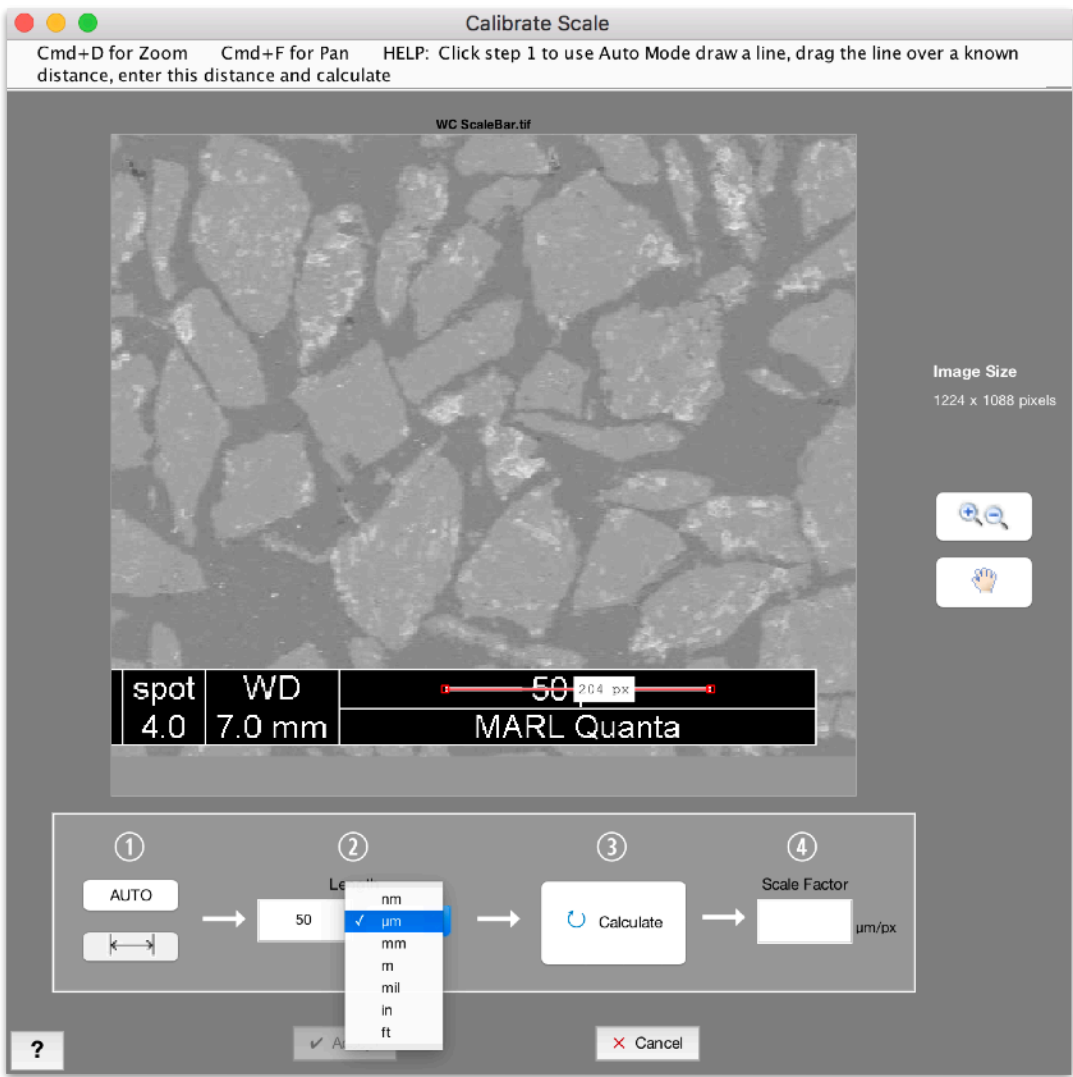 Calibrate Scale
Cmd+D for Zoom Cmd+F for Pan HELP: Click step 1 to use Auto Mode draw a line, drag the line over a known
distance, enter this distance and calculate
WC ScaleBar.tif
Image Size
1224 x 1088 pixels
spot WD 50 204 px
4.0 7.0 mm MARL Quanta
① ② ③ ④
Scale Factor
AUTO
50
nm
✓ µm
mm
m
mil
in
ft
Calculate
µm/px
? ✔ ✕ Cancel